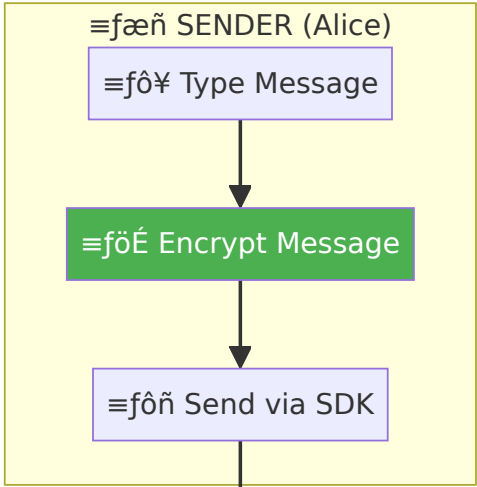 ≡ƒæñ SENDER (Alice)
≡ƒô¥ Type Message
≡ƒöÉ Encrypt Message
≡ƒôñ Send via SDK